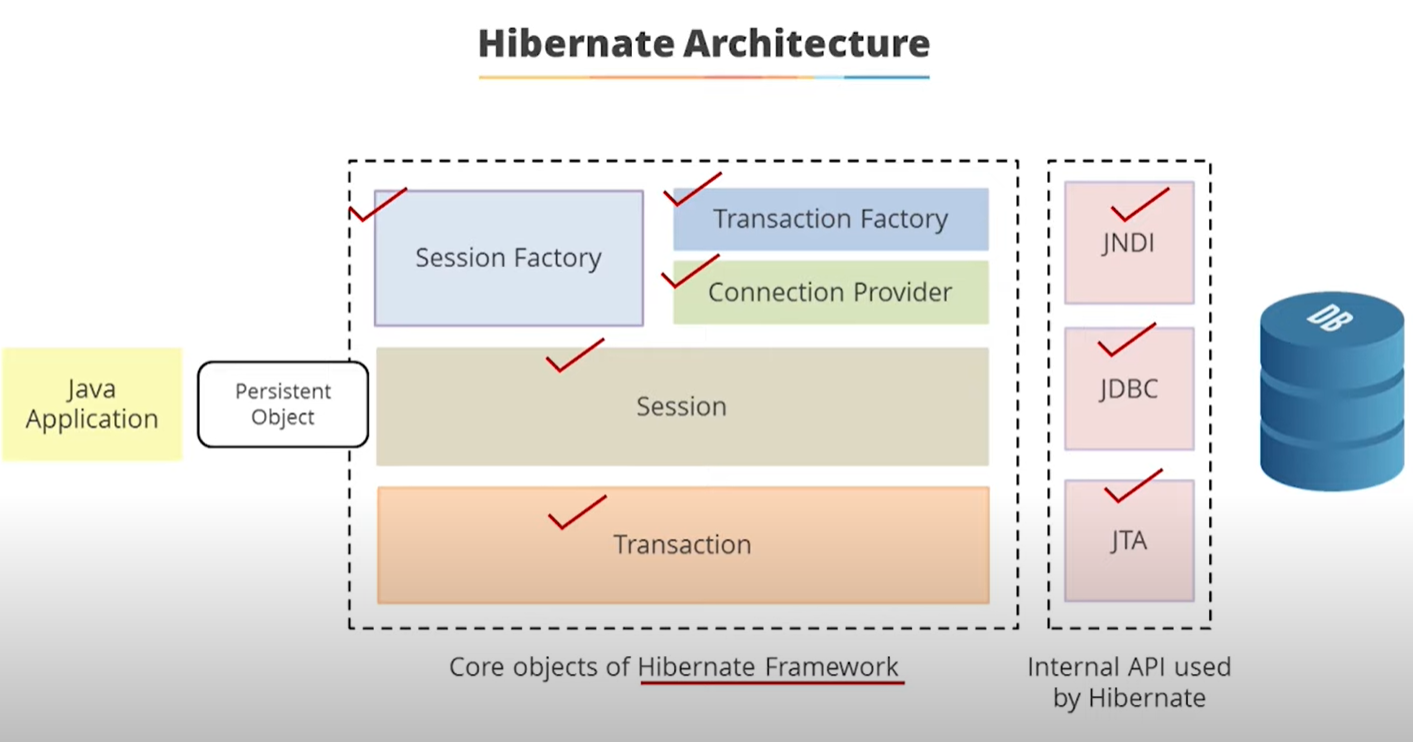 Hibernate Architecture
Session Factory
Transaction Factory
Connection Provider
JNDI
Java
Application
Persistent
Object
Session
JDBC
DB
Transaction
JTA
Core objects of Hibernate Framework
Internal API used
by Hibernate